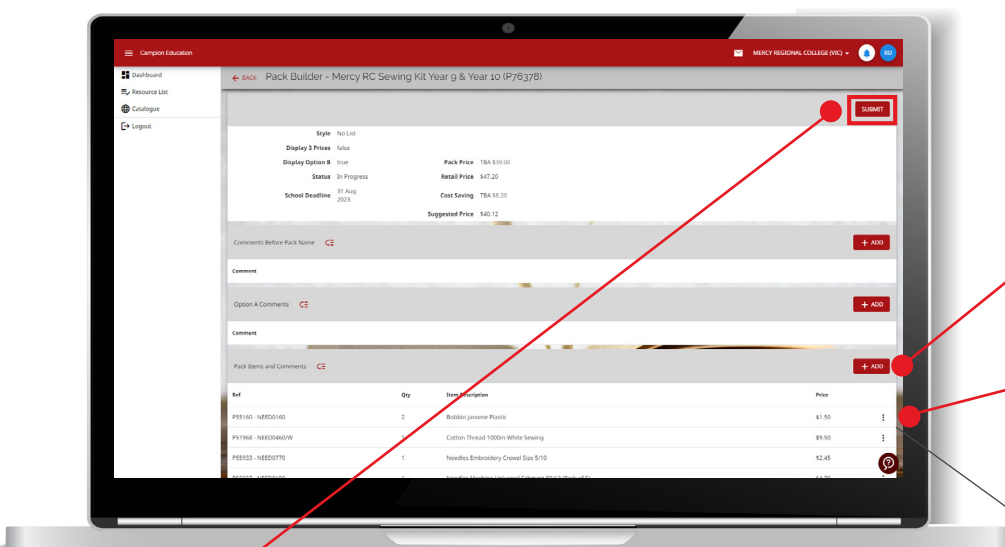 Campion Education
MERCY REGIONAL COLLEGE (VIC)
RD
Dashboard
Resource List
Catalogue
Logout
BACK Pack Builder - Mercy RC Sewing Kit Year 9 & Year 10 (P76378)
SUBMIT
Style No List
Display 3 Prices false
Display Option B true Pack Price TBA $39.00
Status In Progress Retail Price $47.20
School Deadline 31 Aug 2023 Cost Saving TBA $8.20
Suggested Price $40.12
Comments Before Pack Name + ADD
Comment
Option A Comments + ADD
Comment
Pack Items and Comments + ADD
Ref Qty Item Description Price
P55160 - NEED0160 2 Bobbin Janome Plastic $1.50
P51968 - NEED0460/W Cotton Thread 1000m White Sewing $9.50
P55933 - NEED0770 1 Needles Embroidery Crewel Size 5/10 $2.45